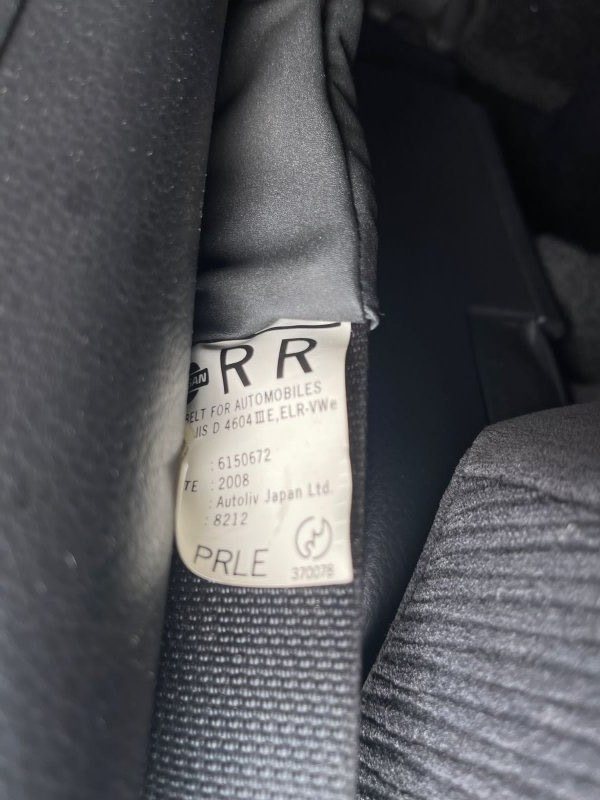 RR
BELT FOR AUTOMOBILES
JIS D 4604 III E,ELR-VWe
: 6150672
TE : 2008
: Autoliv Japan Ltd.
: 8212
PRLE
370078